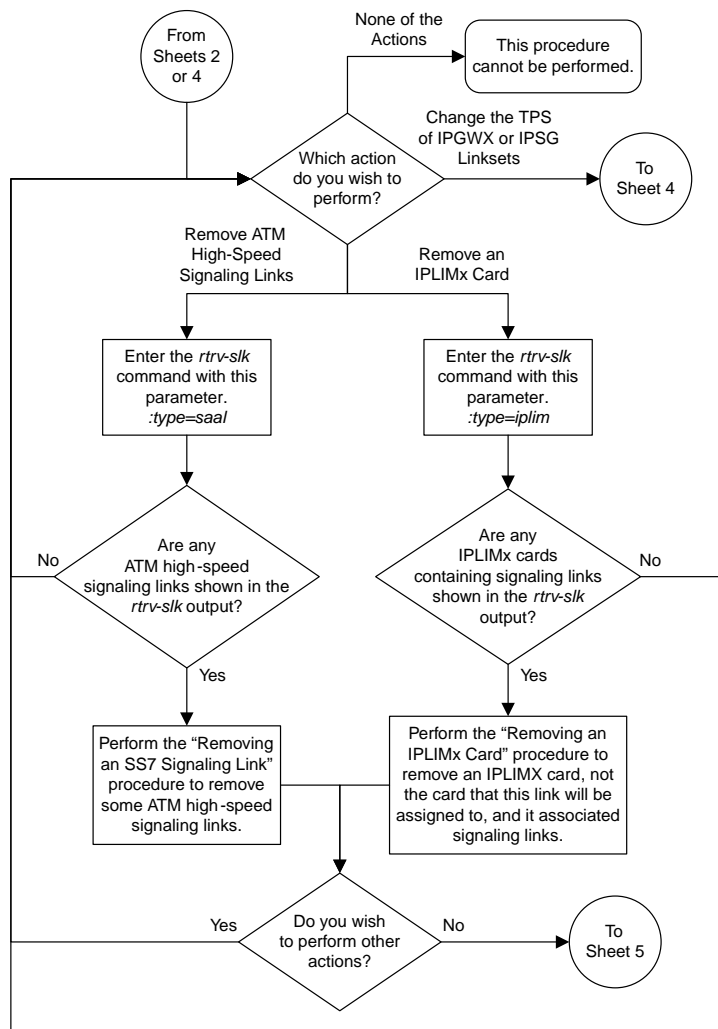 From
Sheets 2
or 4
None of the
Actions
This procedure
cannot be performed.
Which action
do you wish to
perform?
Change the TPS
of IPGWX or IPSG
Linksets
To
Sheet 4
Remove ATM
High-Speed
Signaling Links
Remove an
IPLIMx Card
Enter the rtrv-slk
command with this
parameter.
:type=saal
Enter the rtrv-slk
command with this
parameter.
:type=iplim
No
Are any
ATM high-speed
signaling links shown in the
rtrv-slk output?
Are any
IPLIMx cards
containing signaling links
shown in the rtrv-slk
output?
No
Yes
Yes
Perform the “Removing
an SS7 Signaling Link”
procedure to remove
some ATM high-speed
signaling links.
Perform the “Removing an
IPLIMx Card” procedure to
remove an IPLIMX card, not
the card that this link will be
assigned to, and it associated
signaling links.
Yes
Do you wish
to perform other
actions?
No
To
Sheet 5